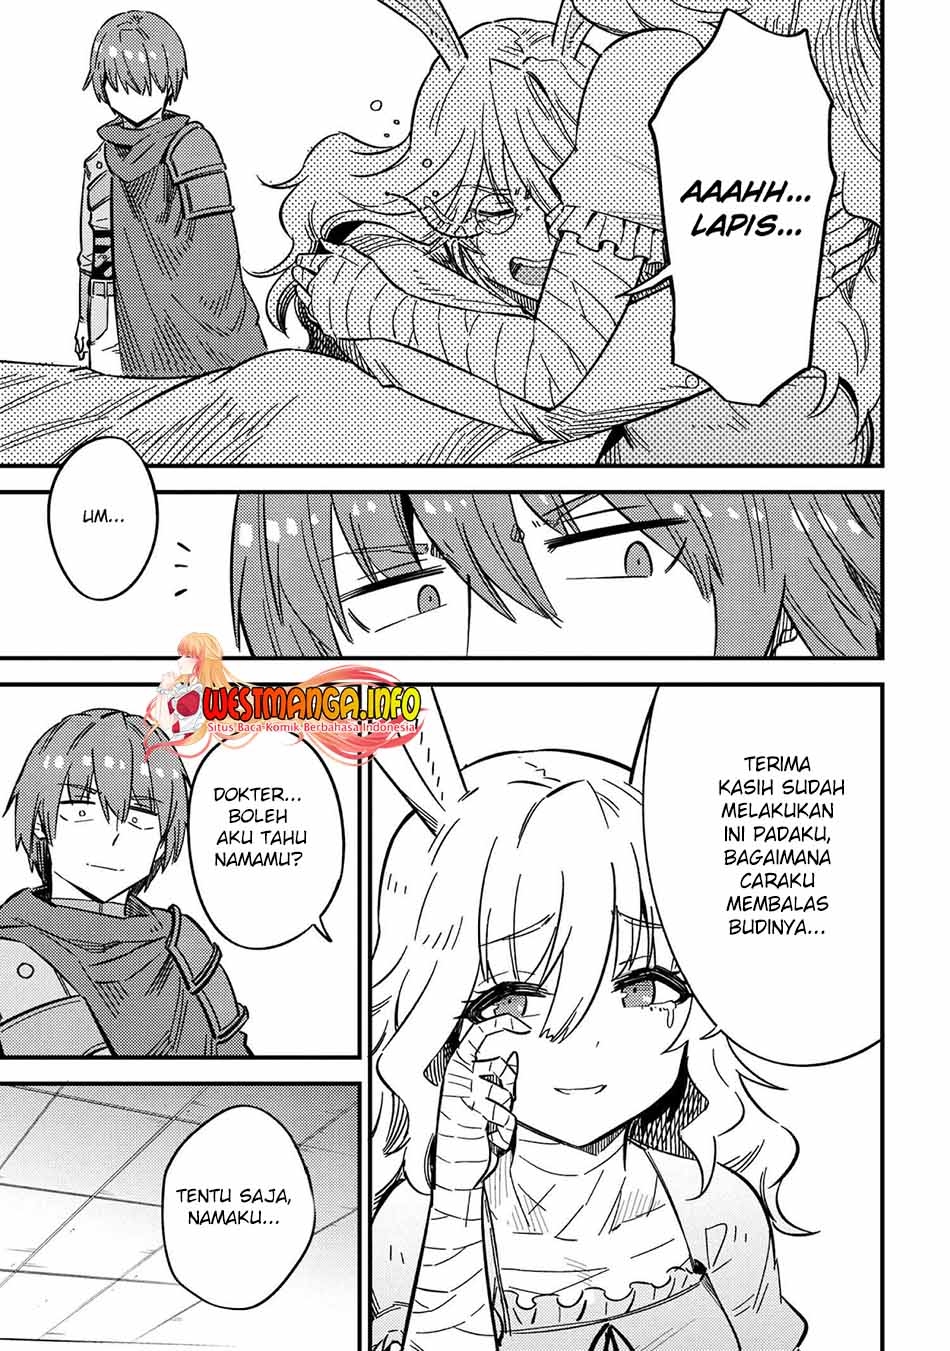 AAAHH...
LAPIS...
UM...
WESTMANGA.INFO
Situs Baca Komik Berbahasa Indonesia
TERIMA
KASIH SUDAH
MELAKUKAN
INI PADAKU,
BAGAIMANA
CARAKU
MEMBALAS
BUDINYA...
DOKTER...
BOLEH
AKU TAHU
NAMAMU?
TENTU SAJA,
NAMAKU...